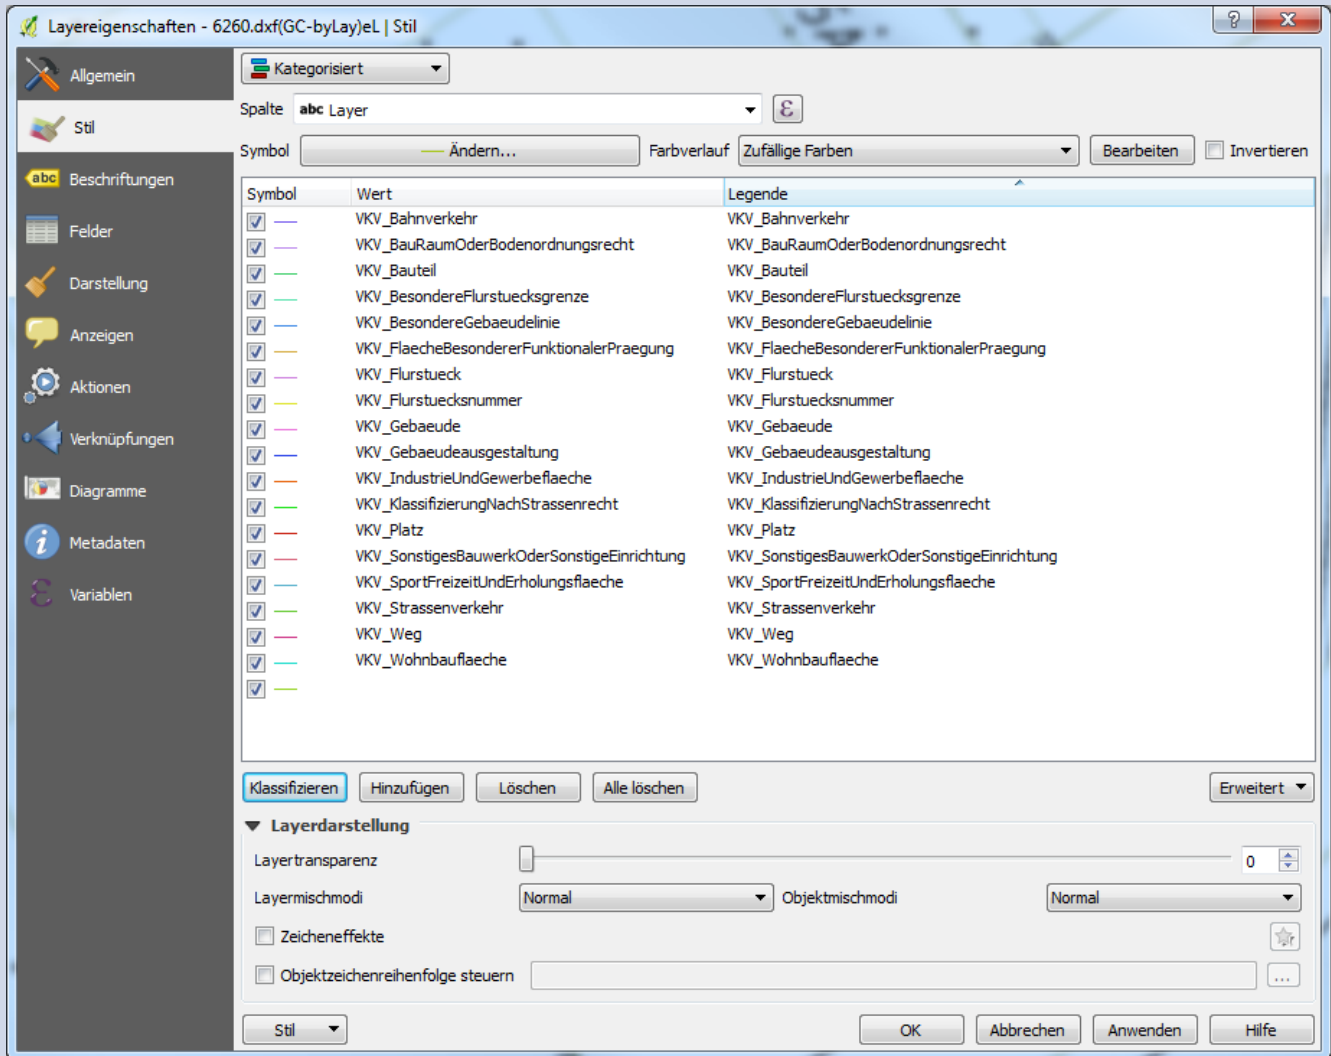 Layereigenschaften - 6260.dxf(GC-byLay)eL | Stil
Allgemein
Stil
abc Beschriftungen
Felder
Darstellung
Anzeigen
Aktionen
Verknüpfungen
Diagramme
Metadaten
Variablen
Kategorisiert
Spalte abc Layer ε
Symbol Ändern... Farbverlauf Zufällige Farben Bearbeiten Invertieren
Symbol Wert Legende
VKV_Bahnverkehr VKV_Bahnverkehr
VKV_BauRaumOderBodenordnungsrecht VKV_BauRaumOderBodenordnungsrecht
VKV_Bauteil VKV_Bauteil
VKV_BesondereFlurstuecksgrenze VKV_BesondereFlurstuecksgrenze
VKV_BesondereGebaeudelinie VKV_BesondereGebaeudelinie
VKV_FlaecheBesondererFunktionalerPraegung VKV_FlaecheBesondererFunktionalerPraegung
VKV_Flurstueck VKV_Flurstueck
VKV_Flurstuecksnummer VKV_Flurstuecksnummer
VKV_Gebaeude VKV_Gebaeude
VKV_Gebaeudeausgestaltung VKV_Gebaeudeausgestaltung
VKV_IndustrieUndGewerbeflaeche VKV_IndustrieUndGewerbeflaeche
VKV_KlassifizierungNachStrassenrecht VKV_KlassifizierungNachStrassenrecht
VKV_Platz VKV_Platz
VKV_SonstigesBauwerkOderSonstigeEinrichtung VKV_SonstigesBauwerkOderSonstigeEinrichtung
VKV_SportFreizeitUndErholungsflaeche VKV_SportFreizeitUndErholungsflaeche
VKV_Strassenverkehr VKV_Strassenverkehr
VKV_Weg VKV_Weg
VKV_Wohnbauflaeche VKV_Wohnbauflaeche
Klassifizieren Hinzufügen Löschen Alle löschen Erweitert
Layerdarstellung
Layertransparenz 0
Layermischmodi Normal Objektmischmodi Normal
Zeicheneffekte
Objektzeichenreihenfolge steuern ...
Stil OK Abbrechen Anwenden Hilfe